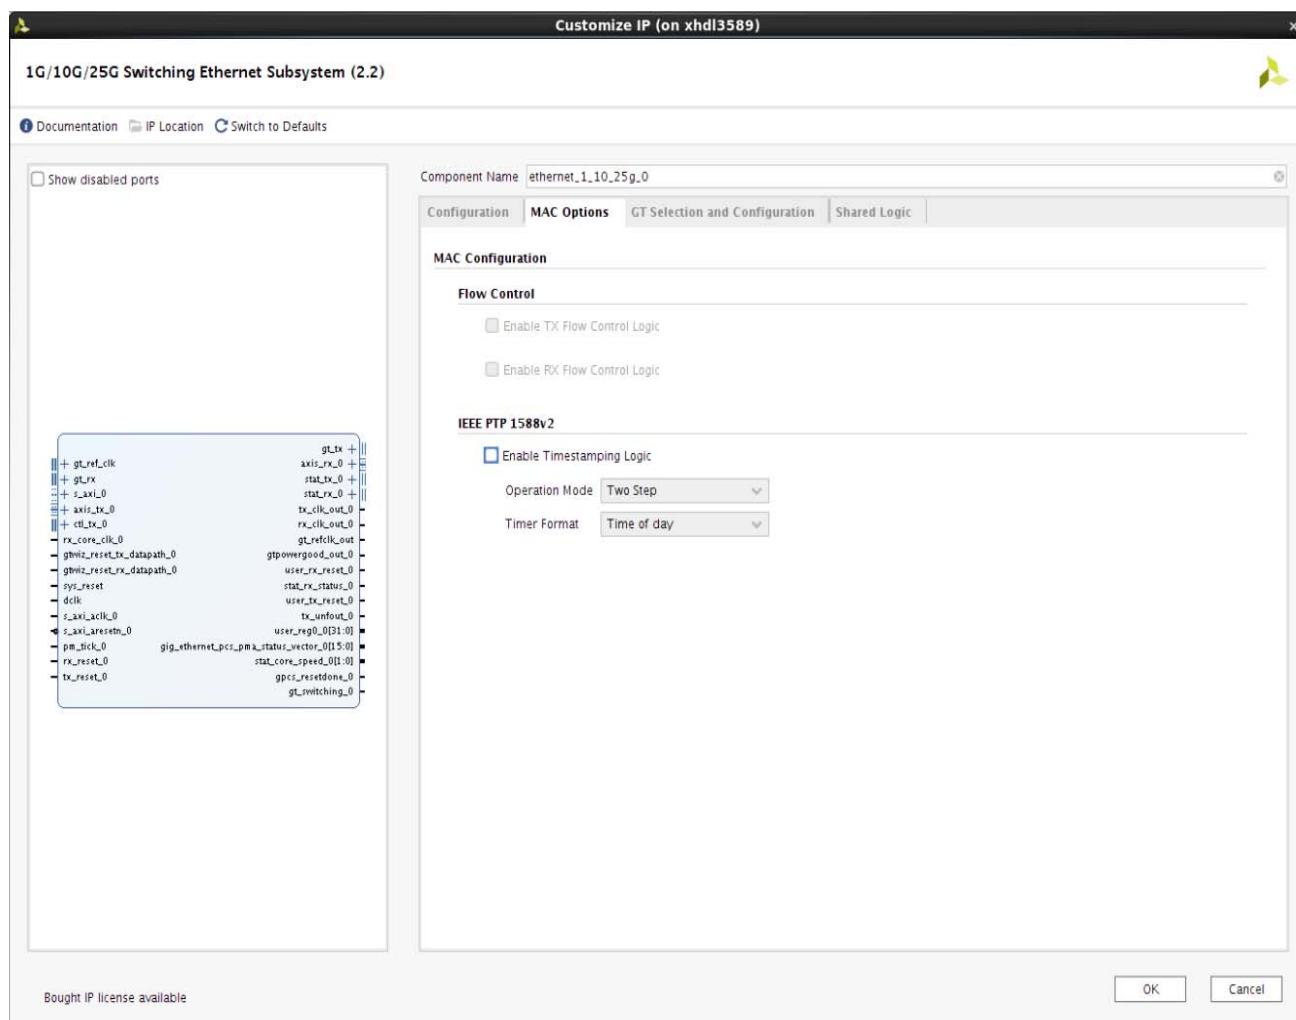 Customize IP (on xhdl3589)
1G/10G/25G Switching Ethernet Subsystem (2.2)
Documentation IP Location Switch to Defaults
Show disabled ports
Component Name ethernet_1_10_25g_0
Configuration MAC Options GT Selection and Configuration Shared Logic
MAC Configuration
Flow Control
Enable TX Flow Control Logic
Enable RX Flow Control Logic
IEEE PTP 1588v2
Enable Timestamping Logic
Operation Mode Two Step
Timer Format Time of day
gt_tx
gt_ref_clk axis_rx_0
gt_rx stat_tx_0
s_axi_0 stat_rx_0
axis_tx_0 tx_clk_out_0
ctl_tx_0 rx_clk_out_0
rx_core_clk_0 gt_refclk_out
gtwiz_reset_tx_datapath_0 gtpowergood_out_0
gtwiz_reset_rx_datapath_0 user_rx_reset_0
sys_reset stat_rx_status_0
dclk user_tx_reset_0
s_axi_aclk_0 tx_unfout_0
s_axi_aresetn_0 user_reg0_0[31:0]
pm_tick_0 gig_ethernet_pcs_pma_status_vector_0[15:0]
rx_reset_0 stat_core_speed_0[1:0]
tx_reset_0 gpcs_resetdone_0
gt_switching_0
Bought IP license available
OK Cancel